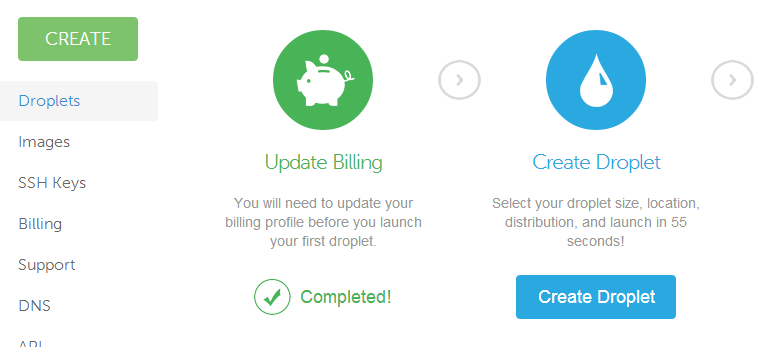 CREATE
Droplets
Images
SSH Keys
Billing
Support
DNS
API
Update Billing
You will need to update your
billing profile before you launch
your first droplet.
Completed!
Create Droplet
Select your droplet size, location,
distribution, and launch in 55
seconds!
Create Droplet